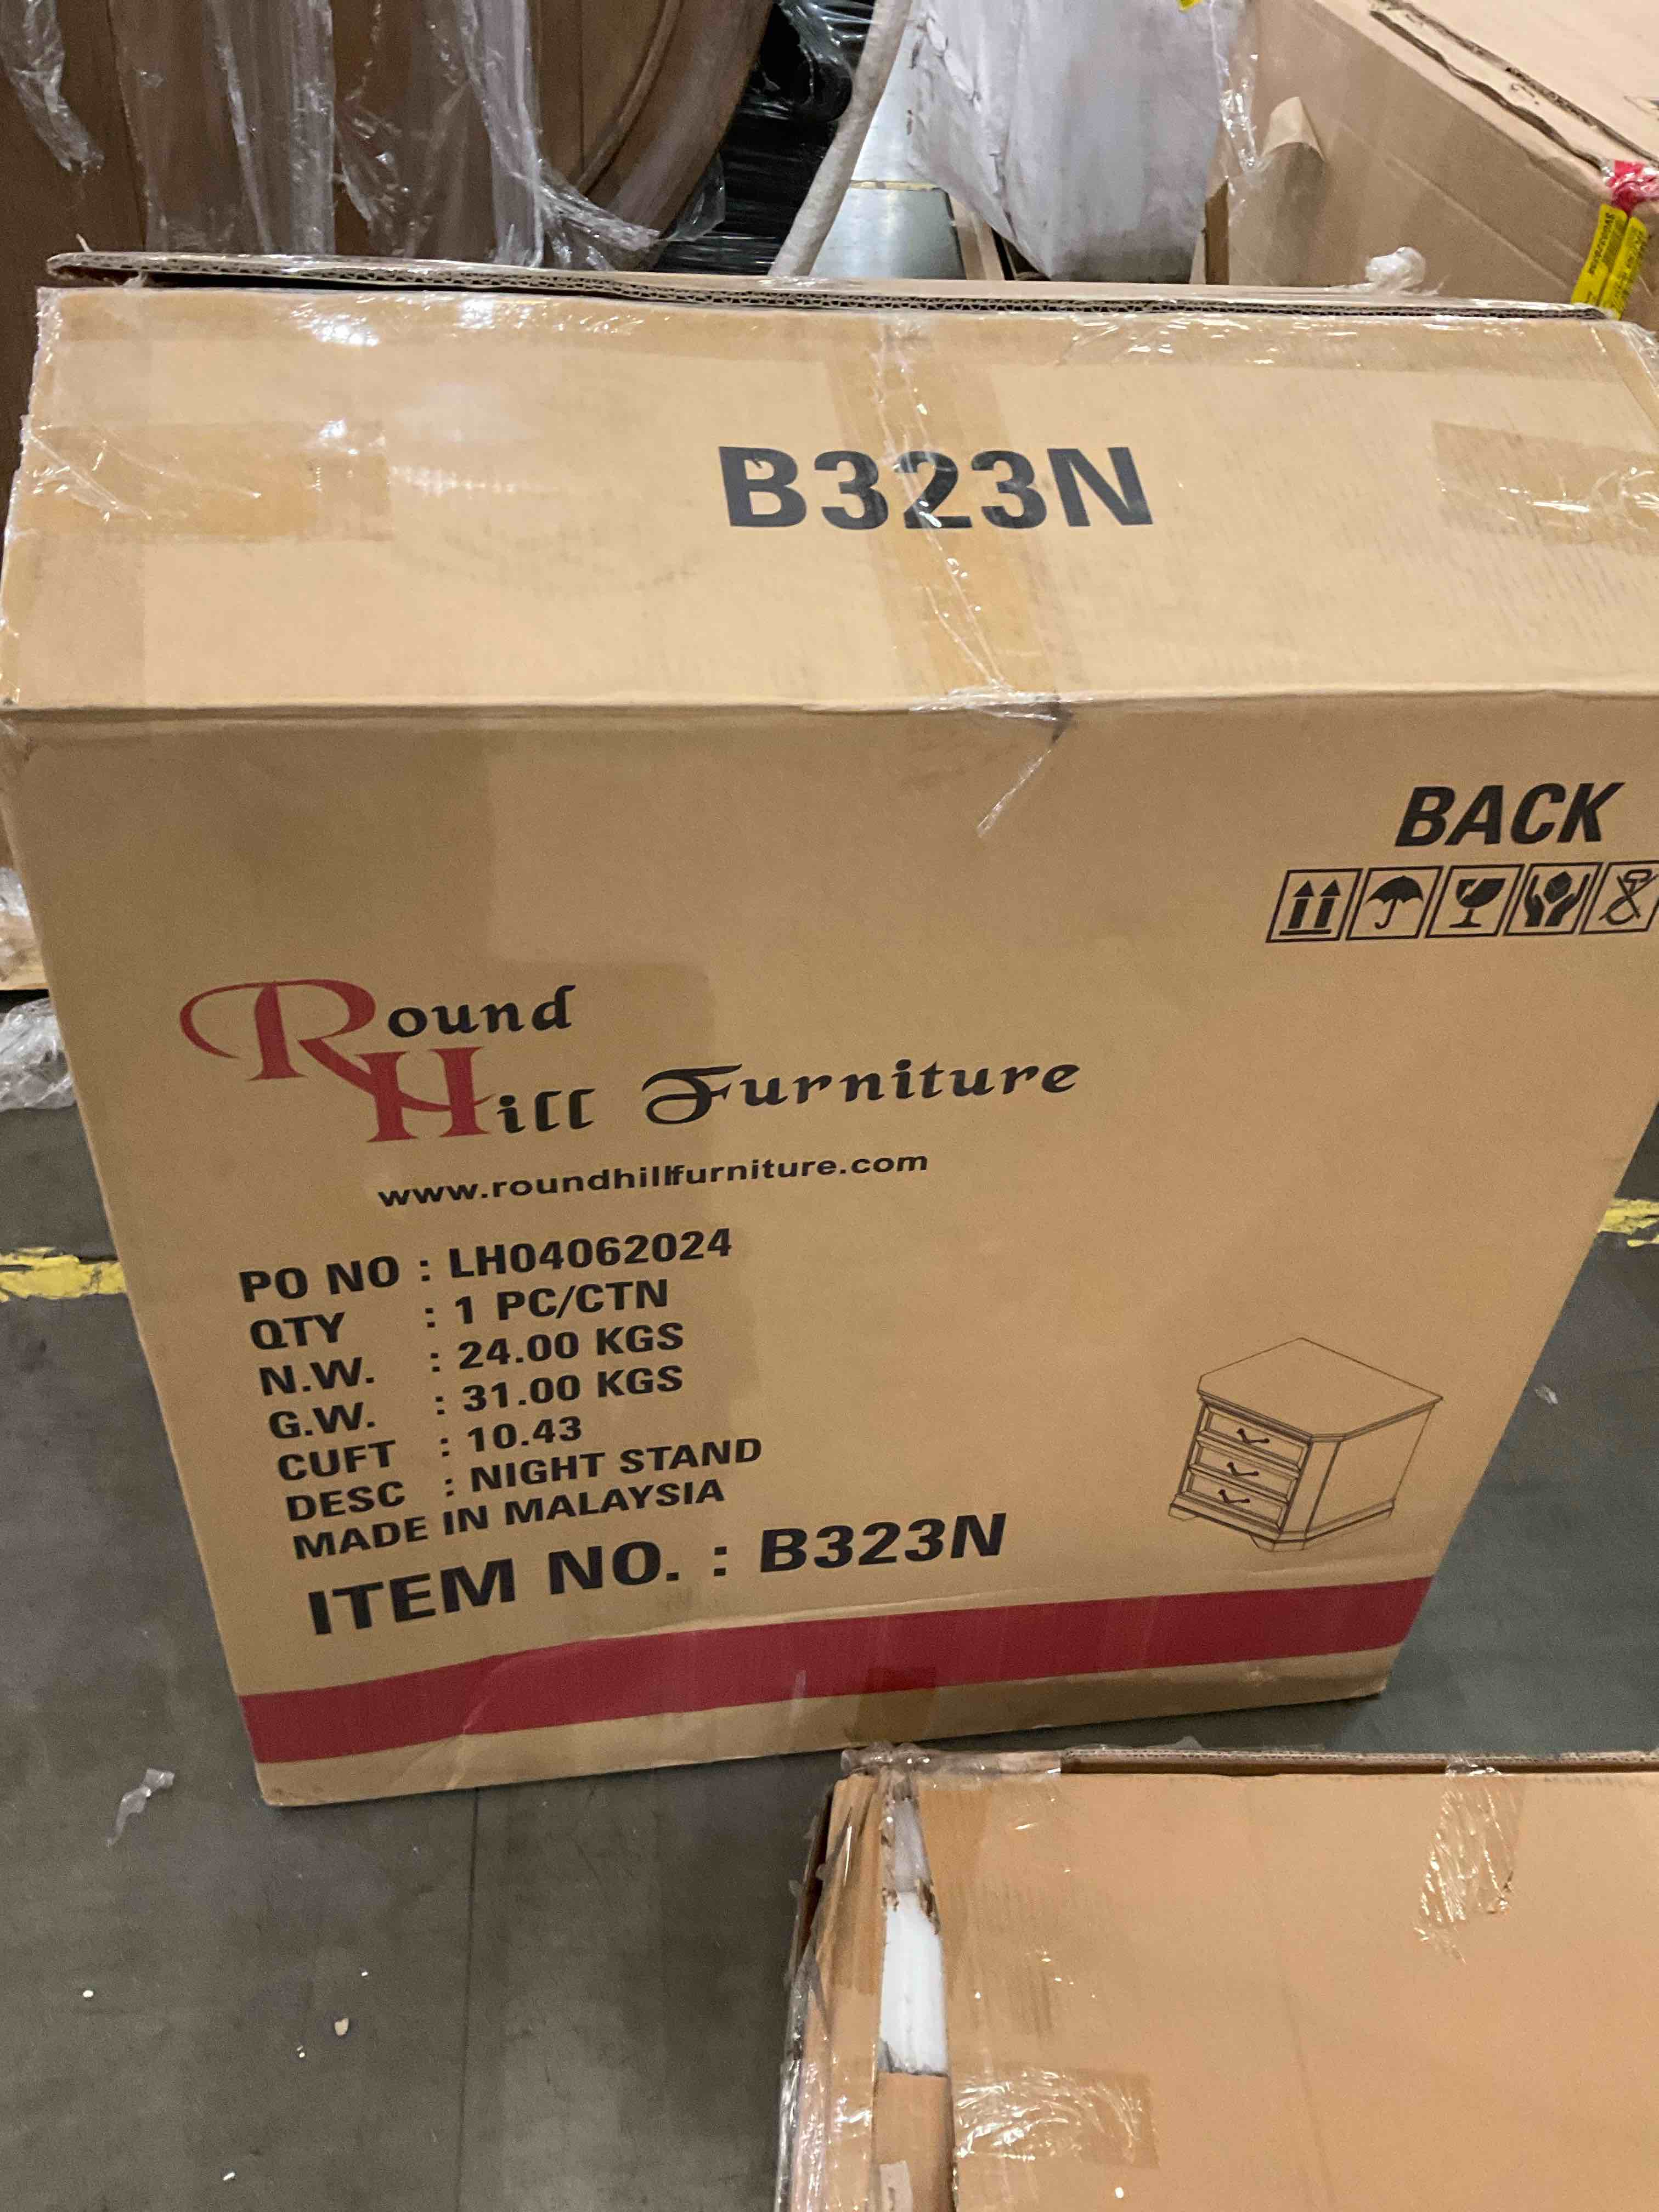 B323N
BACK
Round
Hill Furniture
www.roundhillfurniture.com
PO NO : LH04062024
QTY : 1 PC/CTN
N.W. : 24.00 KGS
G.W. : 31.00 KGS
CUFT : 10.43
DESC : NIGHT STAND
MADE IN MALAYSIA
ITEM NO. : B323N